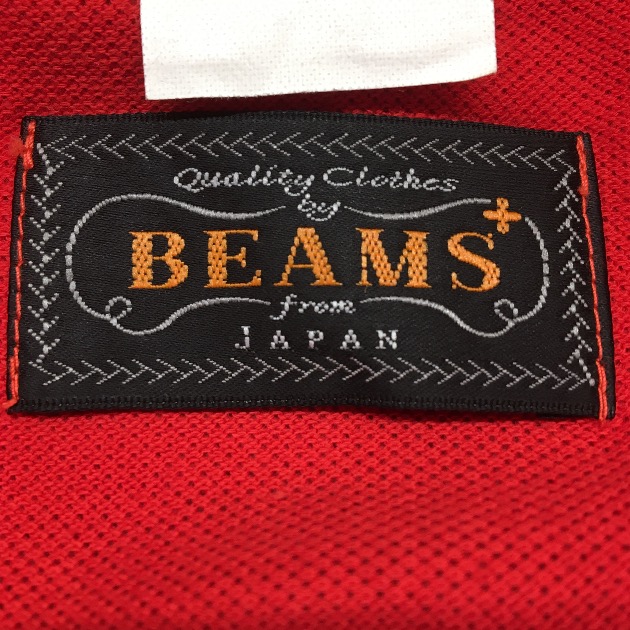 Quality Clothes
by
BEAMS+
from
JAPAN